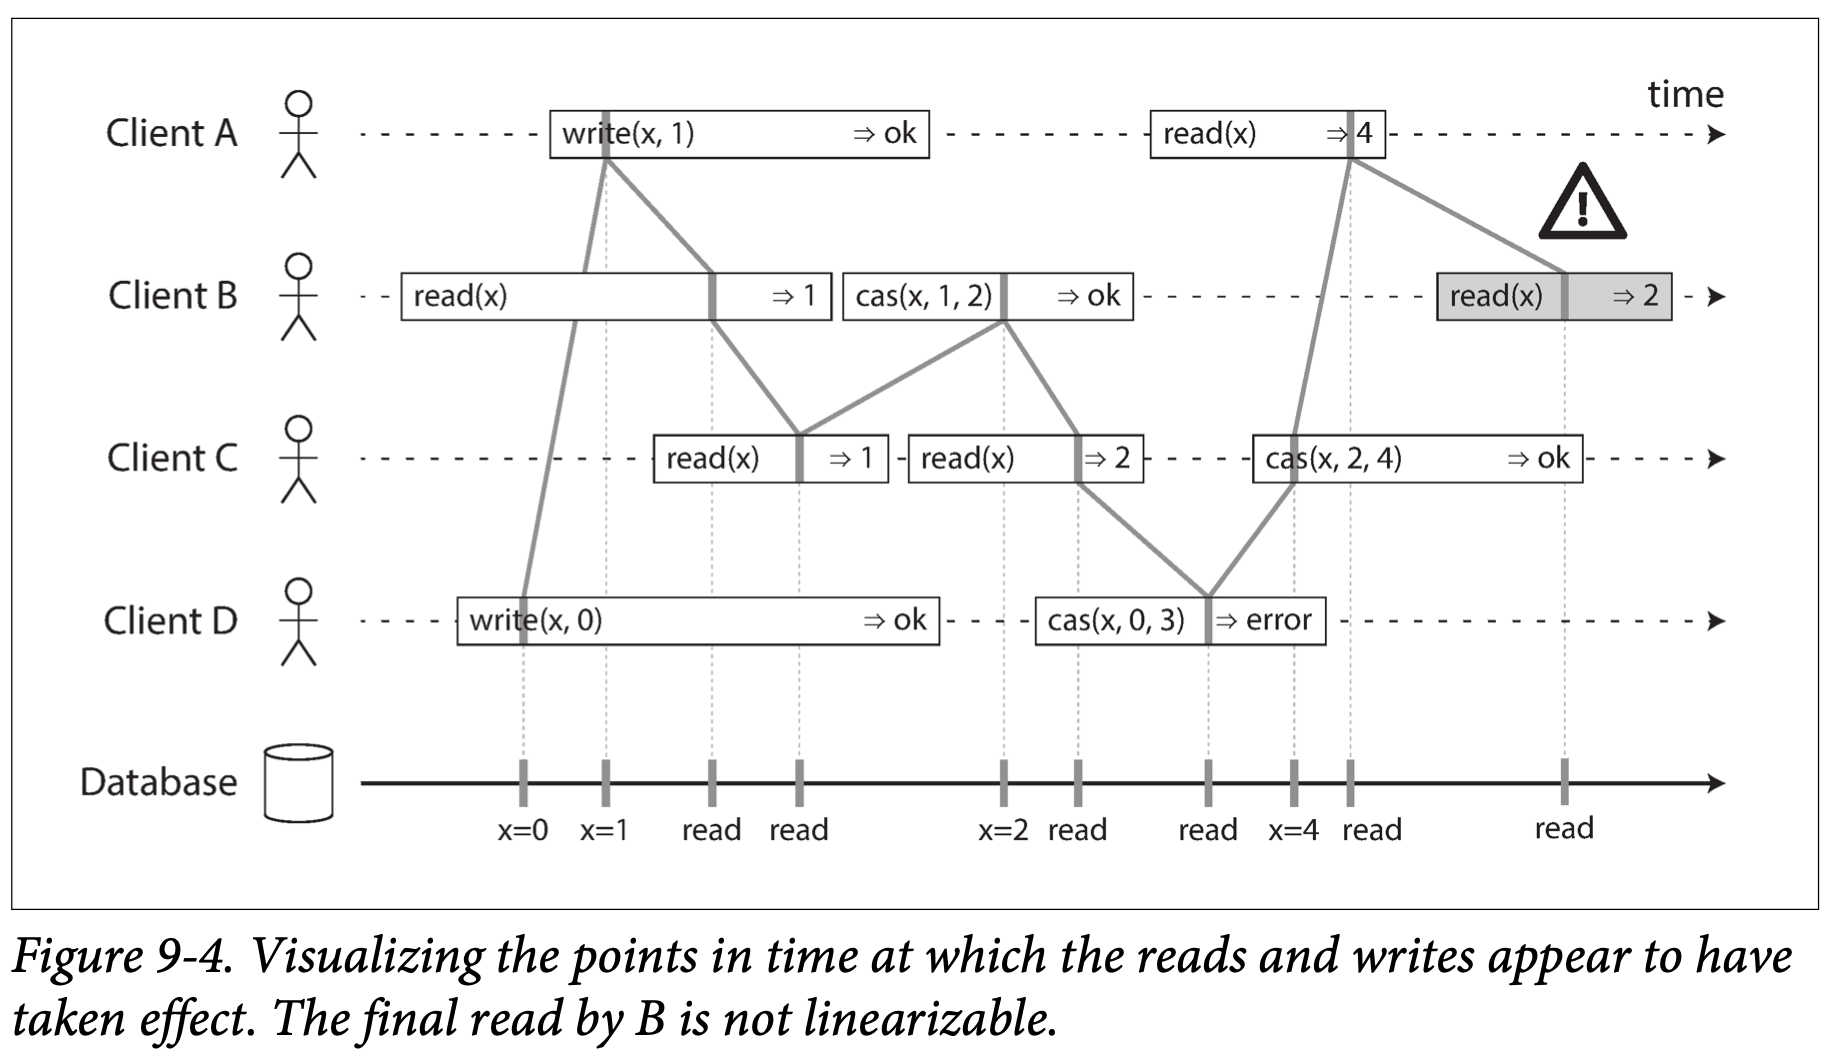 time
Client A
write(x, 1) ⇒ ok
read(x) ⇒ 4
!
Client B
read(x) ⇒ 1
cas(x, 1, 2) ⇒ ok
read(x) ⇒ 2
Client C
read(x) ⇒ 1
read(x) ⇒ 2
cas(x, 2, 4) ⇒ ok
Client D
write(x, 0) ⇒ ok
cas(x, 0, 3) ⇒ error
Database
x=0 x=1 read read x=2 read read x=4 read read
Figure 9-4. Visualizing the points in time at which the reads and writes appear to have
taken effect. The final read by B is not linearizable.